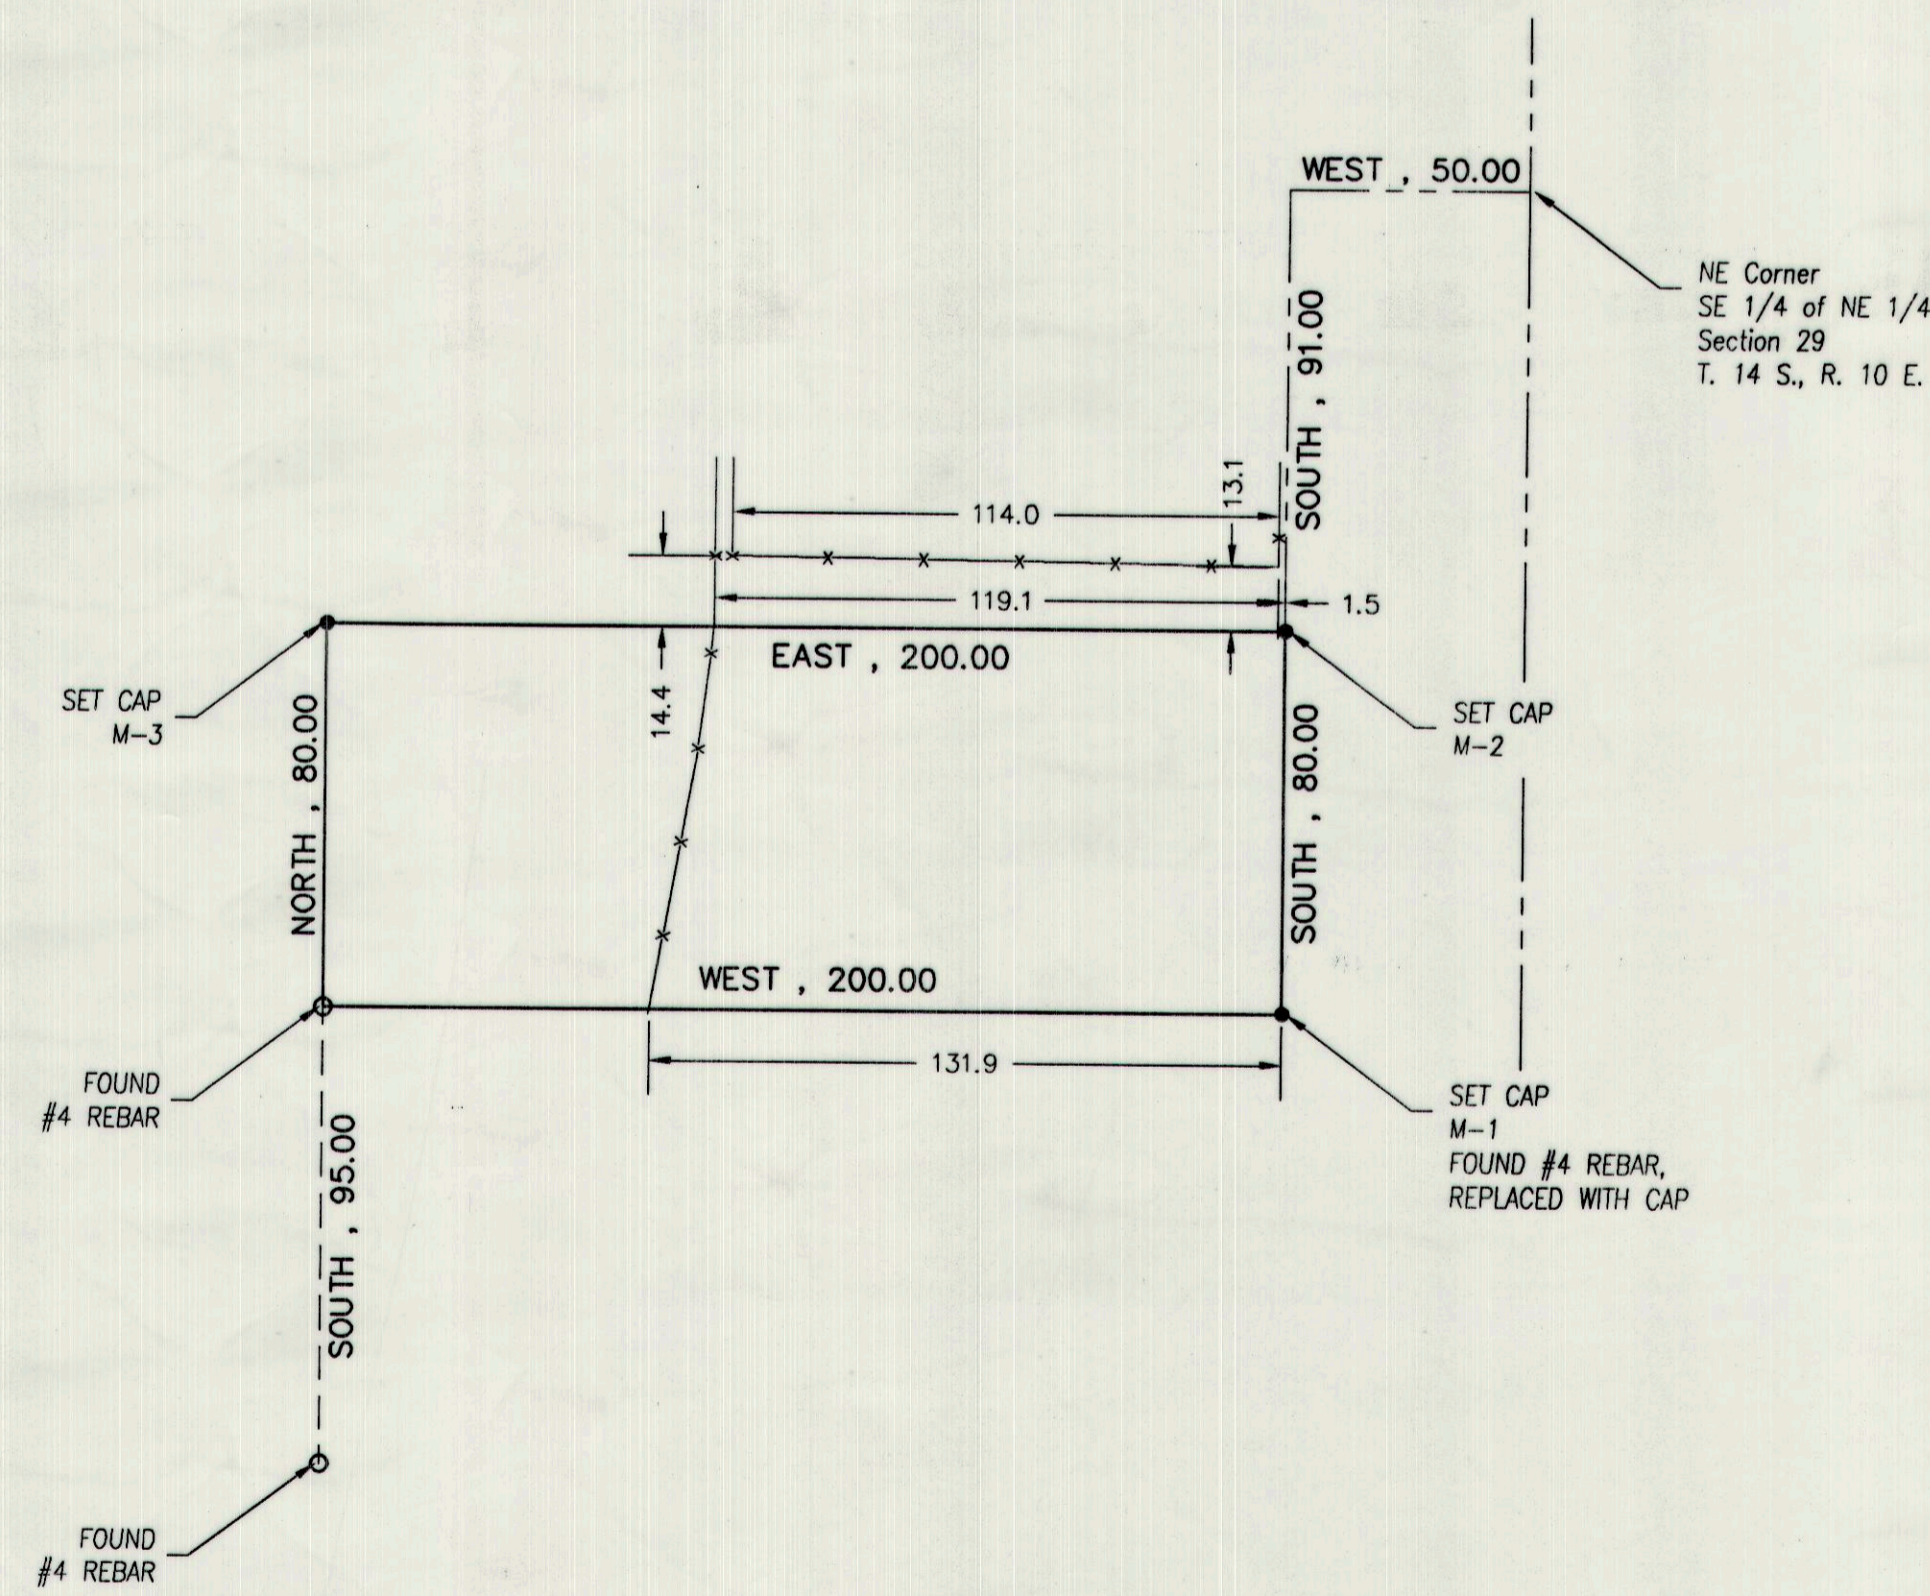 WEST , 50.00
NE Corner
SE 1/4 of NE 1/4
Section 29
T. 14 S., R. 10 E.
SOUTH , 91.00
13.1
114.0
119.1
1.5
EAST , 200.00
14.4
SET CAP
M-3
NORTH , 80.00
SET CAP
M-2
SOUTH , 80.00
WEST , 200.00
131.9
FOUND
#4 REBAR
SET CAP
M-1
FOUND #4 REBAR,
REPLACED WITH CAP
SOUTH , 95.00
FOUND
#4 REBAR